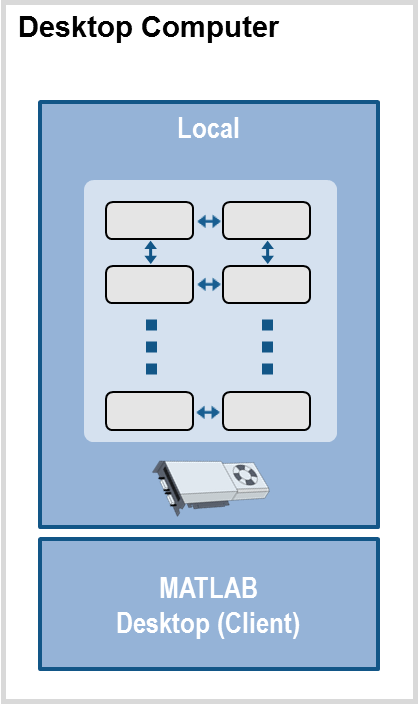 Desktop Computer
Local
MATLAB
Desktop (Client)